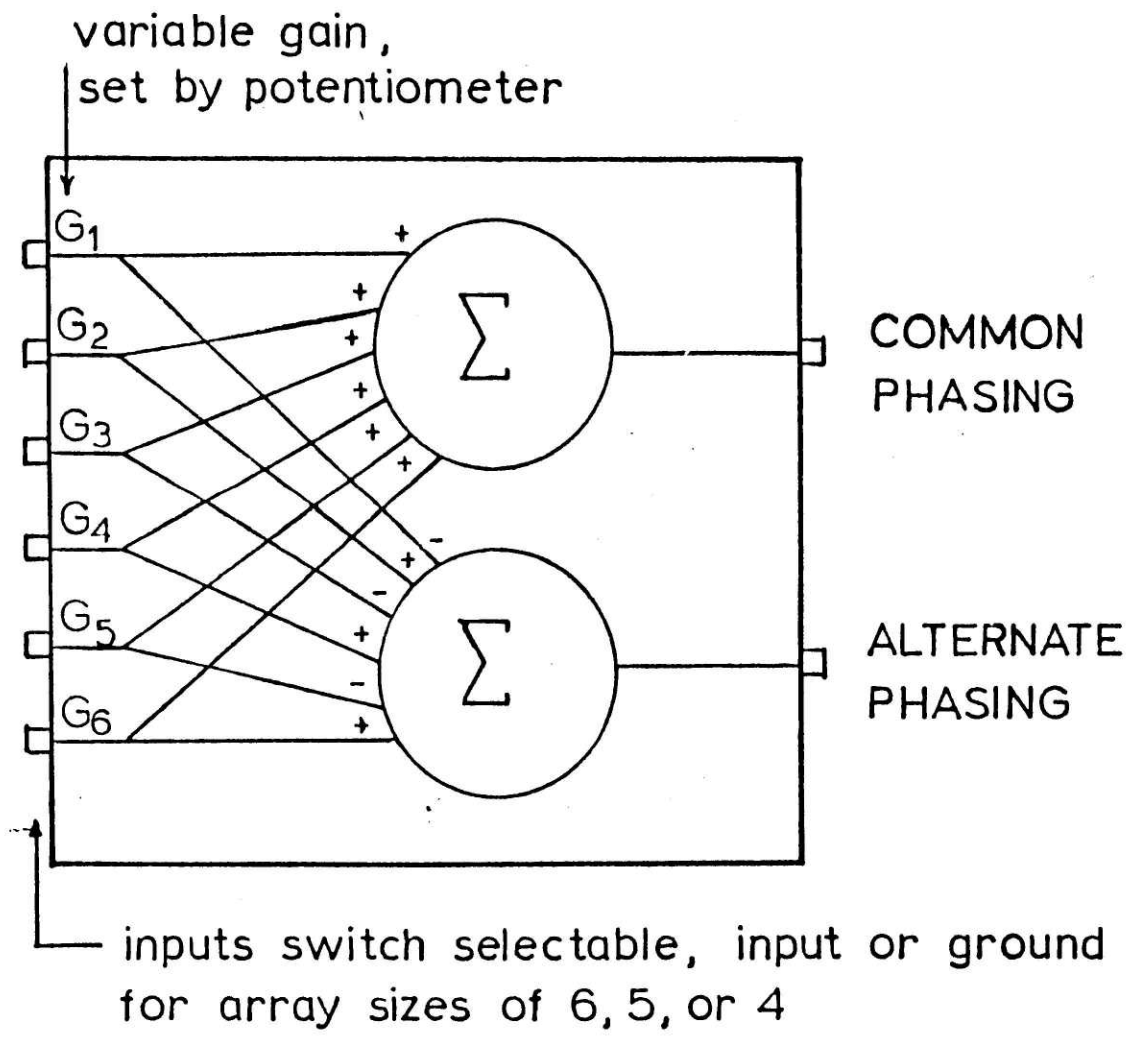 variable gain,
set by potentiometer
G1
+
G2
+
+
Σ
COMMON
PHASING
G3
+
+
+
G4
-
+
-
G5
+
Σ
ALTERNATE
PHASING
-
G6
+
inputs switch selectable, input or ground
for array sizes of 6, 5, or 4